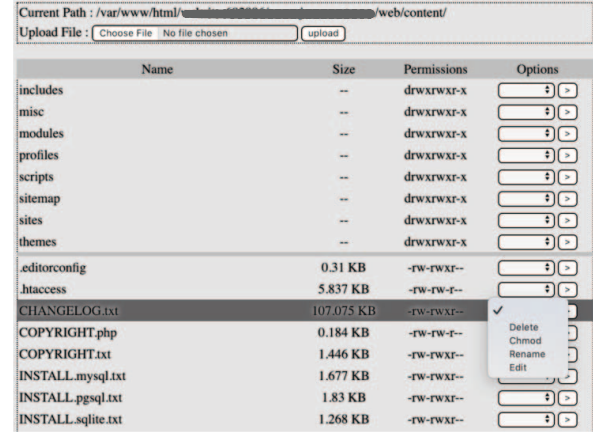 Current Path : /var/www/html/ /web/content/
Upload File : Choose File No file chosen upload
Name Size Permissions Options
includes -- drwxrwxr-x >
misc -- drwxrwxr-x >
modules -- drwxrwxr-x >
profiles -- drwxrwxr-x >
scripts -- drwxrwxr-x >
sitemap -- drwxrwxr-x >
sites -- drwxrwxr-x >
themes -- drwxrwxr-x >
.editorconfig 0.31 KB -rw-rwxr-- >
.htaccess 5.837 KB -rw-rw-r-- >
CHANGELOG.txt 107.075 KB -rw-rwxr--
COPYRIGHT.php 0.184 KB -rw-rw-r-- Delete
COPYRIGHT.txt 1.446 KB -rw-rwxr-- Chmod
Rename
INSTALL.mysql.txt 1.677 KB -rw-rwxr-- Edit
INSTALL.pgsql.txt 1.83 KB -rw-rwxr-- >
INSTALL.sqlite.txt 1.268 KB -rw-rwxr-- >